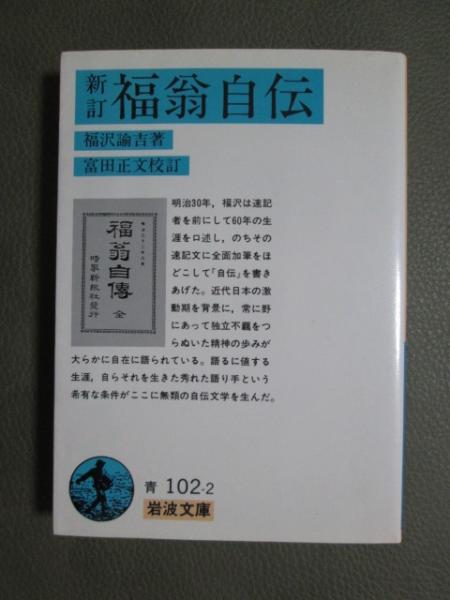 新訂 福翁自伝
福沢諭吉著
富田正文校訂
明治30年，福沢は速記
者を前にして60年の生
涯を口述し，のちその
速記文に全面加筆をほ
どこして「自伝」を書き
あげた。近代日本の激
動期を背景に，常に野
にあって独立不羈をつ
らぬいた精神の歩みが
大らかに自在に語られている。語るに値する
生涯，自らそれを生きた秀れた語り手という
希有な条件がここに無類の自伝文学を生んだ。
福翁自傳 全
時事新報社發行
青 102-2
岩波文庫